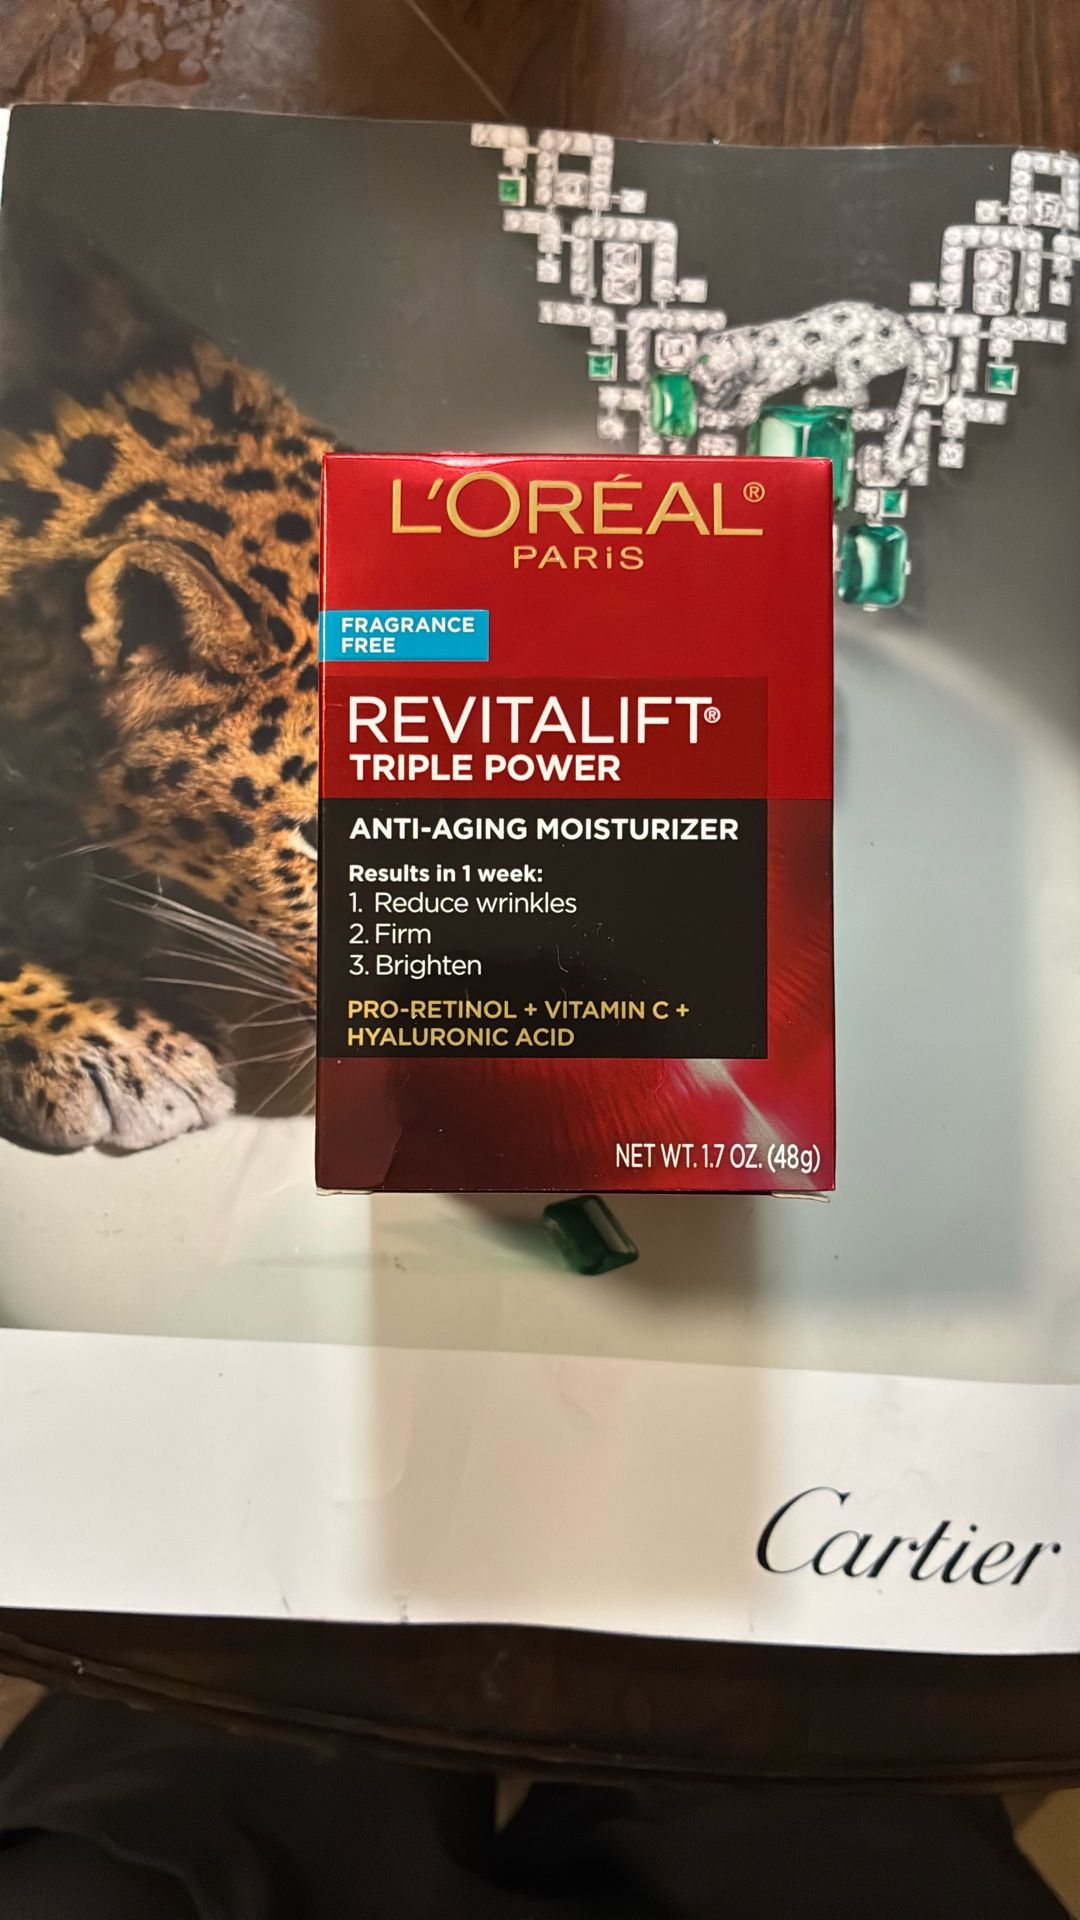 L'ORÉAL®
PARiS
FRAGRANCE
FREE
REVITALIFT®
TRIPLE POWER
ANTI-AGING MOISTURIZER
Results in 1 week:
1. Reduce wrinkles
2. Firm
3. Brighten
PRO-RETINOL + VITAMIN C +
HYALURONIC ACID
NET WT. 1.7 OZ. (48g)
Cartier